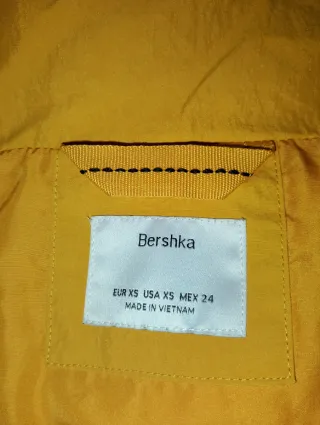 Bershka
EUR XS USA XS MEX 24
MADE IN VIETNAM